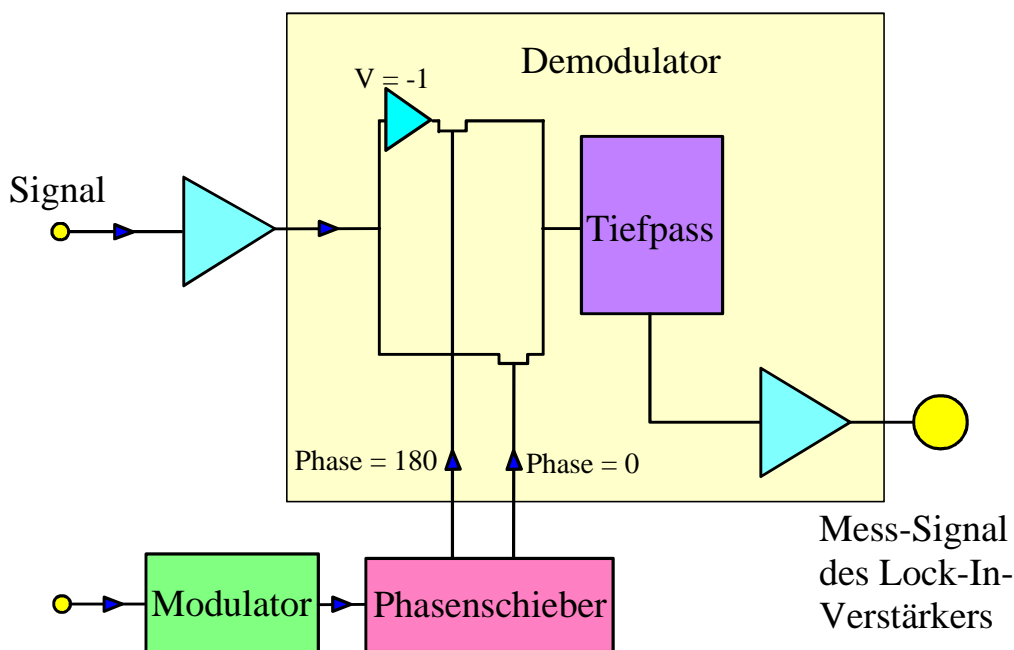 Demodulator
V = -1
Signal
Tiefpass
Phase = 180
Phase = 0
Mess-Signal
des Lock-In-
Verstärkers
Modulator
Phasenschieber